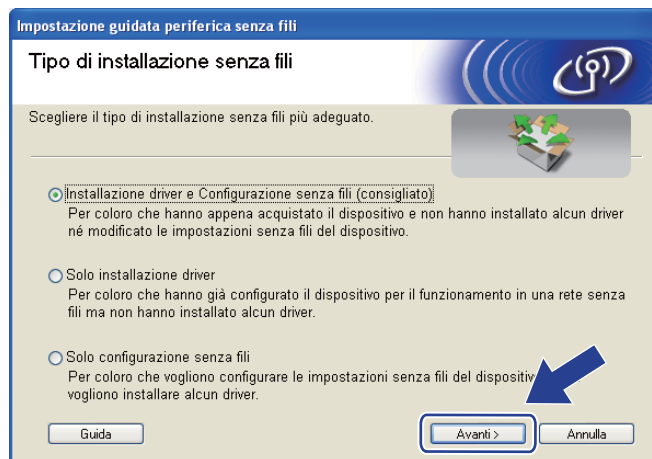 Impostazione guidata periferica senza fili
Tipo di installazione senza fili
Scegliere il tipo di installazione senza fili più adeguato.
Installazione driver e Configurazione senza fili (consigliato)
Per coloro che hanno appena acquistato il dispositivo e non hanno installato alcun driver
né modificato le impostazioni senza fili del dispositivo.
Solo installazione driver
Per coloro che hanno già configurato il dispositivo per il funzionamento in una rete senza
fili ma non hanno installato alcun driver.
Solo configurazione senza fili
Per coloro che vogliono configurare le impostazioni senza fili del
vogliono installare alcun driver.
Guida
Avanti >
Annulla